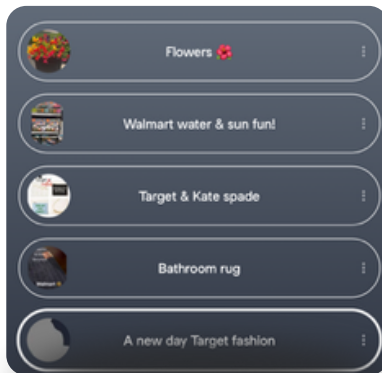 Flowers 🌺
Walmart water & sun fun!
Target & Kate spade
Bathroom rug
A new day Target fashion